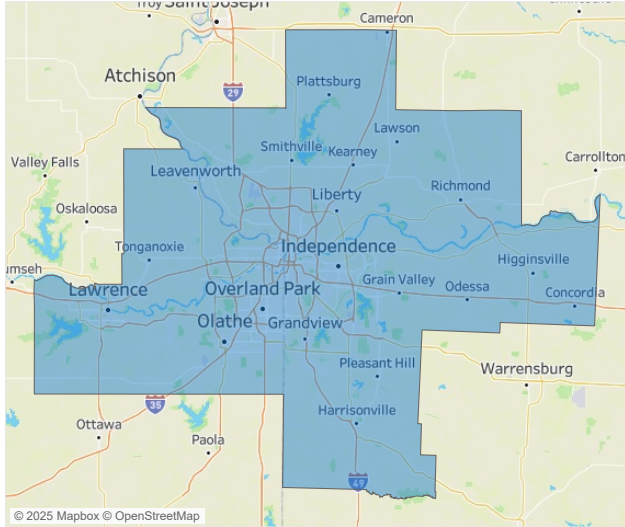 Troy Saint Joseph
Cameron
Atchison
Plattsburg
29
Lawson
Smithville
Kearney
Carrollton
Valley Falls
Leavenworth
Richmond
Liberty
Oskaloosa
Tonganoxie
Independence
Higginsville
umseh
Lawrence
Overland Park
Grain Valley
Odessa
Concordia
Olathe
Grandview
Pleasant Hill
Warrensburg
35
Harrisonville
Ottawa
Paola
49
© 2025 Mapbox © OpenStreetMap